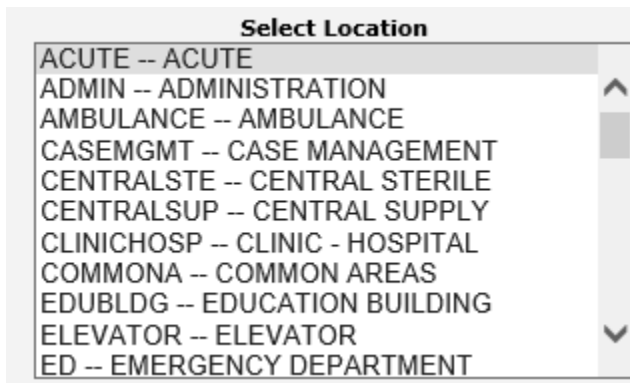 Select Location
ACUTE -- ACUTE
ADMIN -- ADMINISTRATION
AMBULANCE -- AMBULANCE
CASEMGMT -- CASE MANAGEMENT
CENTRALSTE -- CENTRAL STERILE
CENTRALSUP -- CENTRAL SUPPLY
CLINICHOSP -- CLINIC - HOSPITAL
COMMONA -- COMMON AREAS
EDUBLDG -- EDUCATION BUILDING
ELEVATOR -- ELEVATOR
ED -- EMERGENCY DEPARTMENT